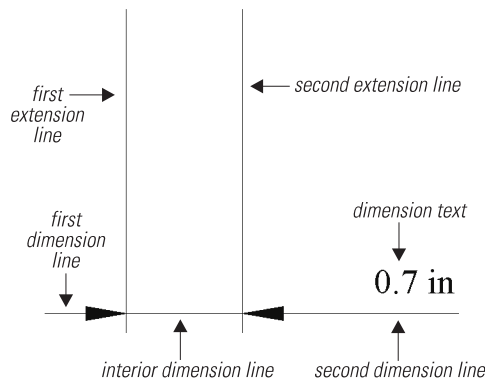 first
extension
line
second extension line
first
dimension
line
dimension text
0.7 in
interior dimension line
second dimension line